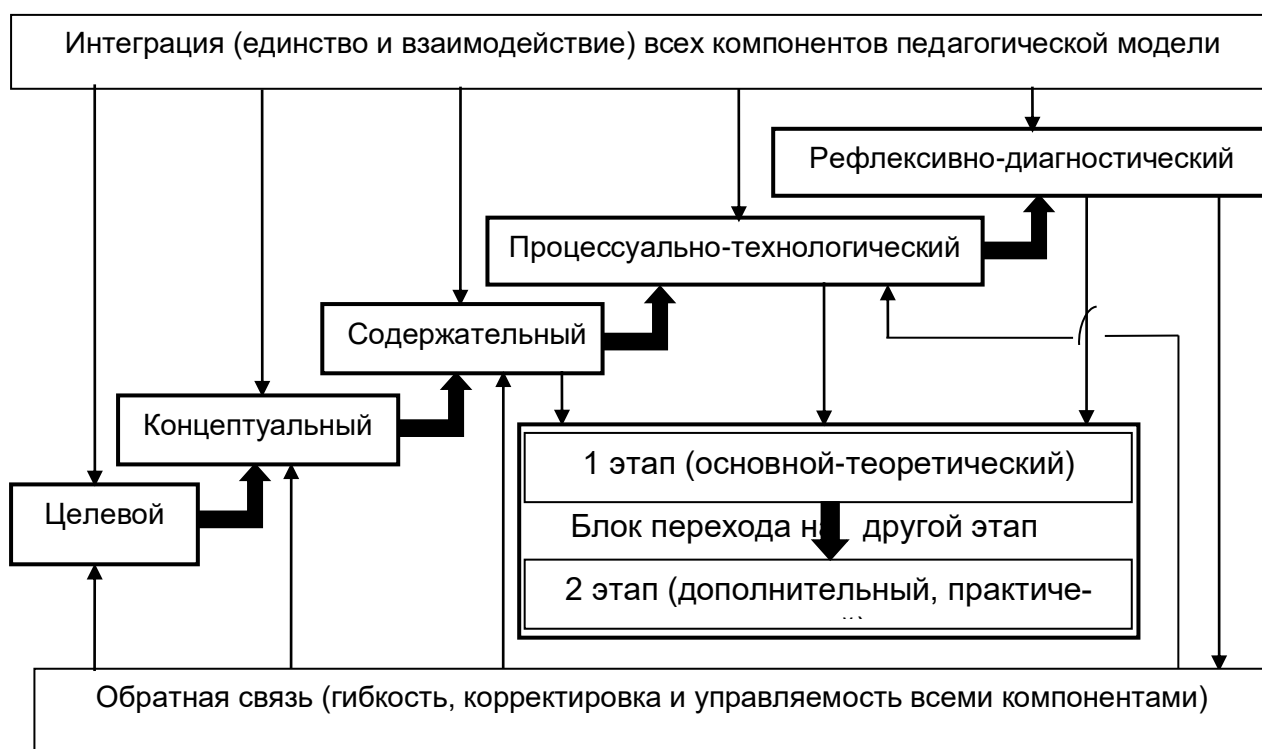 Интеграция (единство и взаимодействие) всех компонентов педагогической модели
Рефлексивно-диагностический
Процессуально-технологический
Содержательный
Концептуальный
Целевой
1 этап (основной-теоретический)
Блок перехода на другой этап
2 этап (дополнительный, практиче-
Обратная связь (гибкость, корректировка и управляемость всеми компонентами)